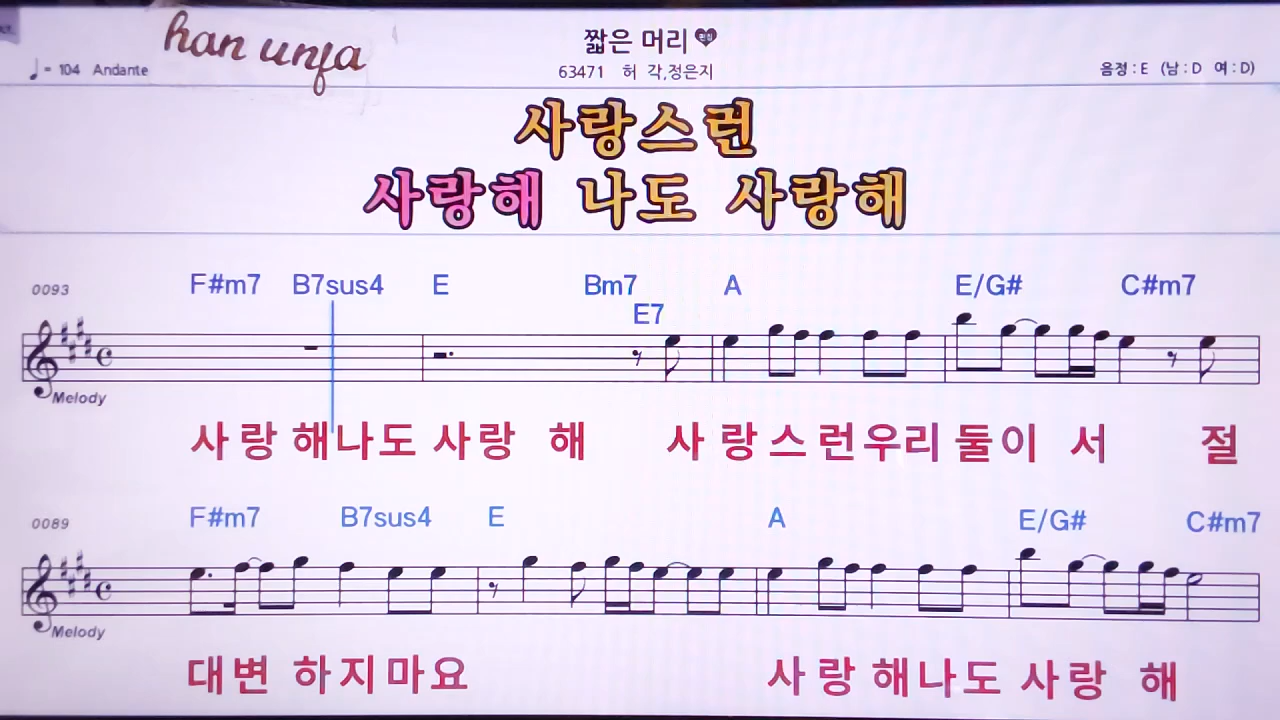 han unja
짧은 머리
♩= 104 Andante
63471 허 각,정은지
음정 : E (남 : D 여 : D)
사랑스런
사랑해 나도 사랑해
0093 F#m7 B7sus4 E Bm7 E7 A E/G# C#m7
Melody
사랑 해나도 사랑 해 사 랑스런우리 둘이 서 절
0089 F#m7 B7sus4 E A E/G# C#m7
Melody
대변 하지마요 사랑 해나도 사랑 해